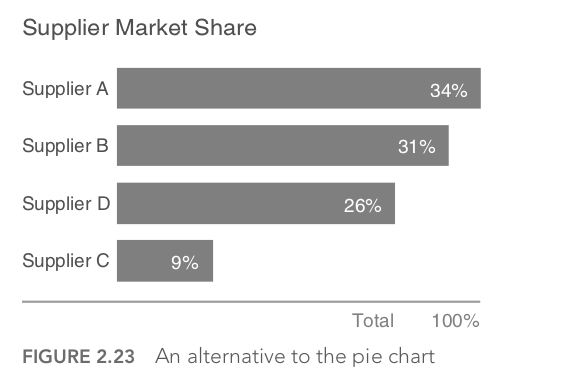 Supplier Market Share
Supplier A 34%
Supplier B 31%
Supplier D 26%
Supplier C 9%
Total 100%
FIGURE 2.23 An alternative to the pie chart